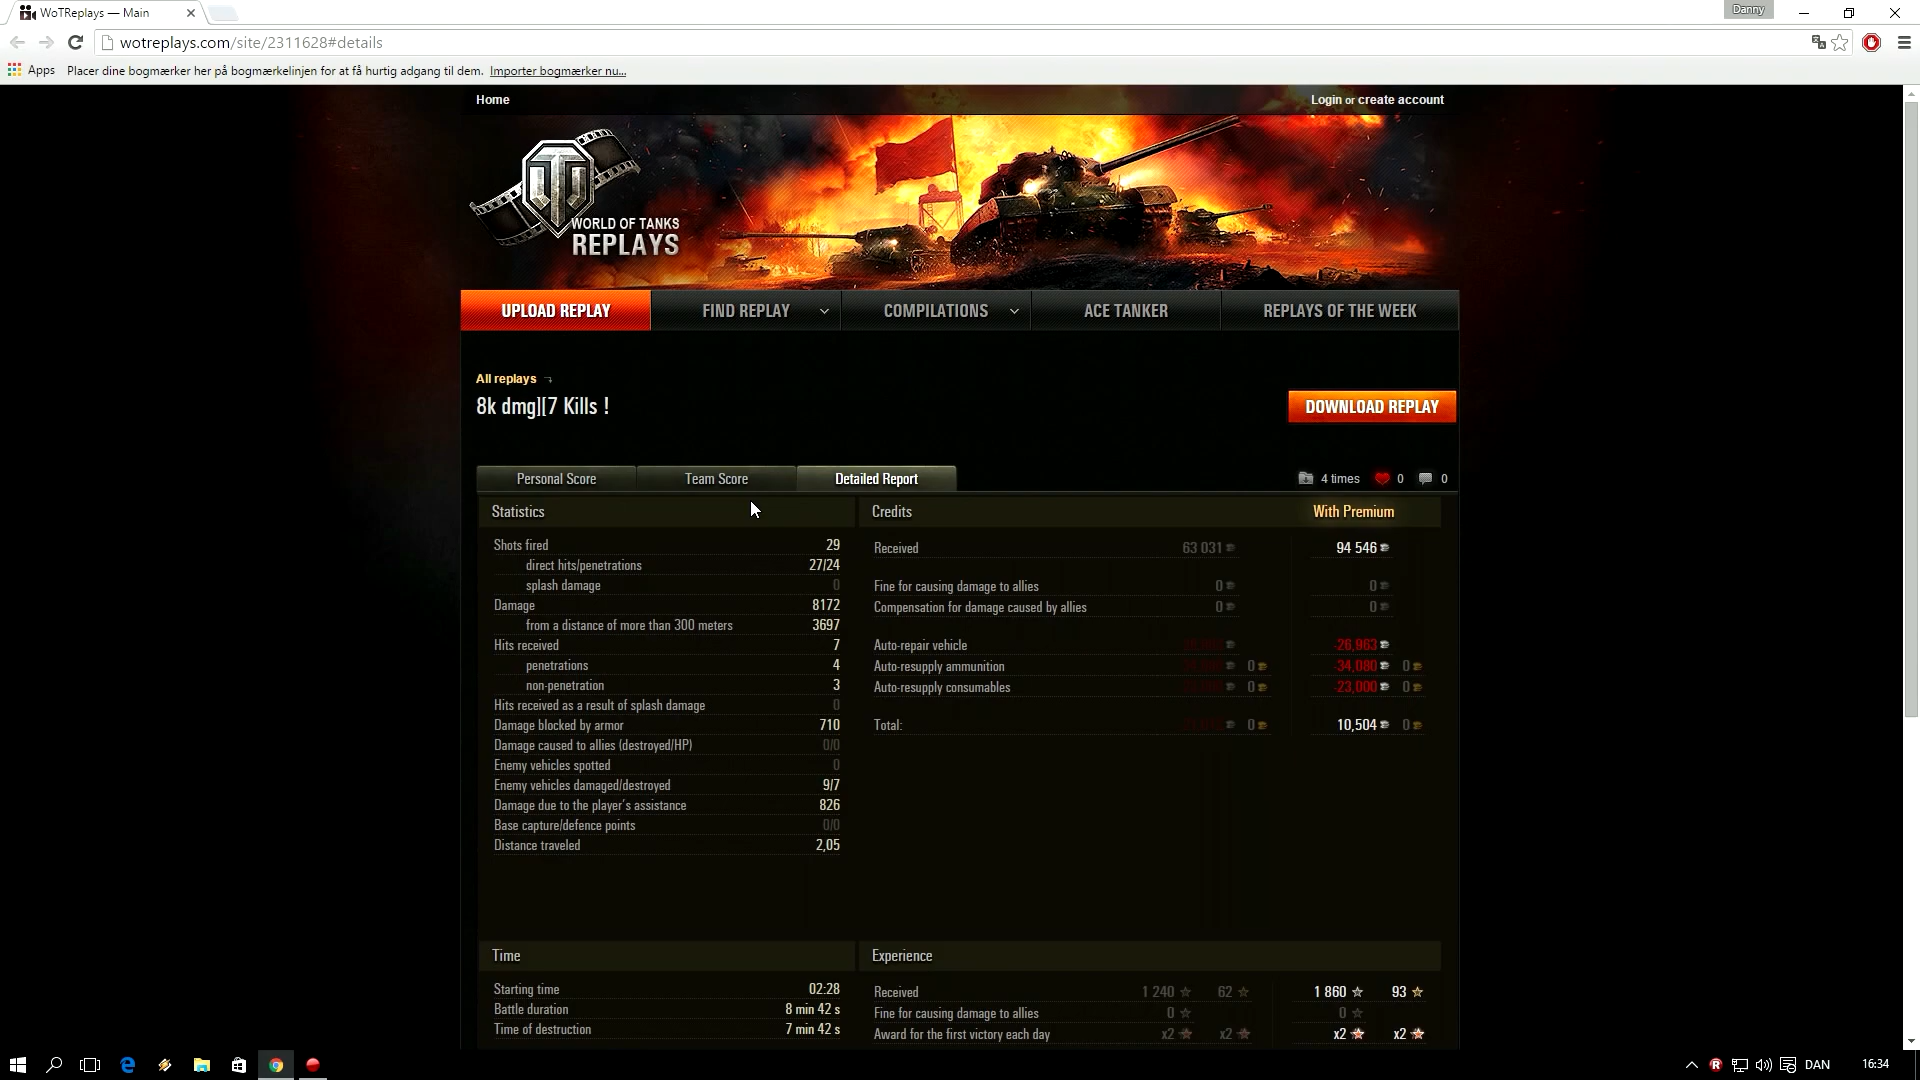 WoTReplays — Main
Danny
wotreplays.com/site/2311628#details
Apps Placer dine bogmærker her på bogmærkelinjen for at få hurtig adgang til dem. Importer bogmærker nu...
Home
Login or create account
WORLD OF TANKS
REPLAYS
UPLOAD REPLAY FIND REPLAY COMPILATIONS ACE TANKER REPLAYS OF THE WEEK
All replays
8k dmg][7 Kills !
DOWNLOAD REPLAY
Personal Score Team Score Detailed Report
4 times 0 0
Statistics
Shots fired 29
direct hits/penetrations 27/24
splash damage 0
Damage 8172
from a distance of more than 300 meters 3697
Hits received 7
penetrations 4
non-penetration 3
Hits received as a result of splash damage 0
Damage blocked by armor 710
Damage caused to allies (destroyed/HP) 0/0
Enemy vehicles spotted 0
Enemy vehicles damaged/destroyed 9/7
Damage due to the player's assistance 826
Base capture/defence points 0/0
Distance traveled 2,05
Credits With Premium
Received 63 031 94 546
Fine for causing damage to allies 0 0
Compensation for damage caused by allies 0 0
Auto-repair vehicle -26,963
Auto-resupply ammunition 0 -34,080 0
Auto-resupply consumables 0 -23,000 0
Total: 0 10,504 0
Time
Starting time 02:28
Battle duration 8 min 42 s
Time of destruction 7 min 42 s
Experience
Received 1 240 62 1 860 93
Fine for causing damage to allies 0 0
Award for the first victory each day x2 x2 x2 x2
DAN
16:34